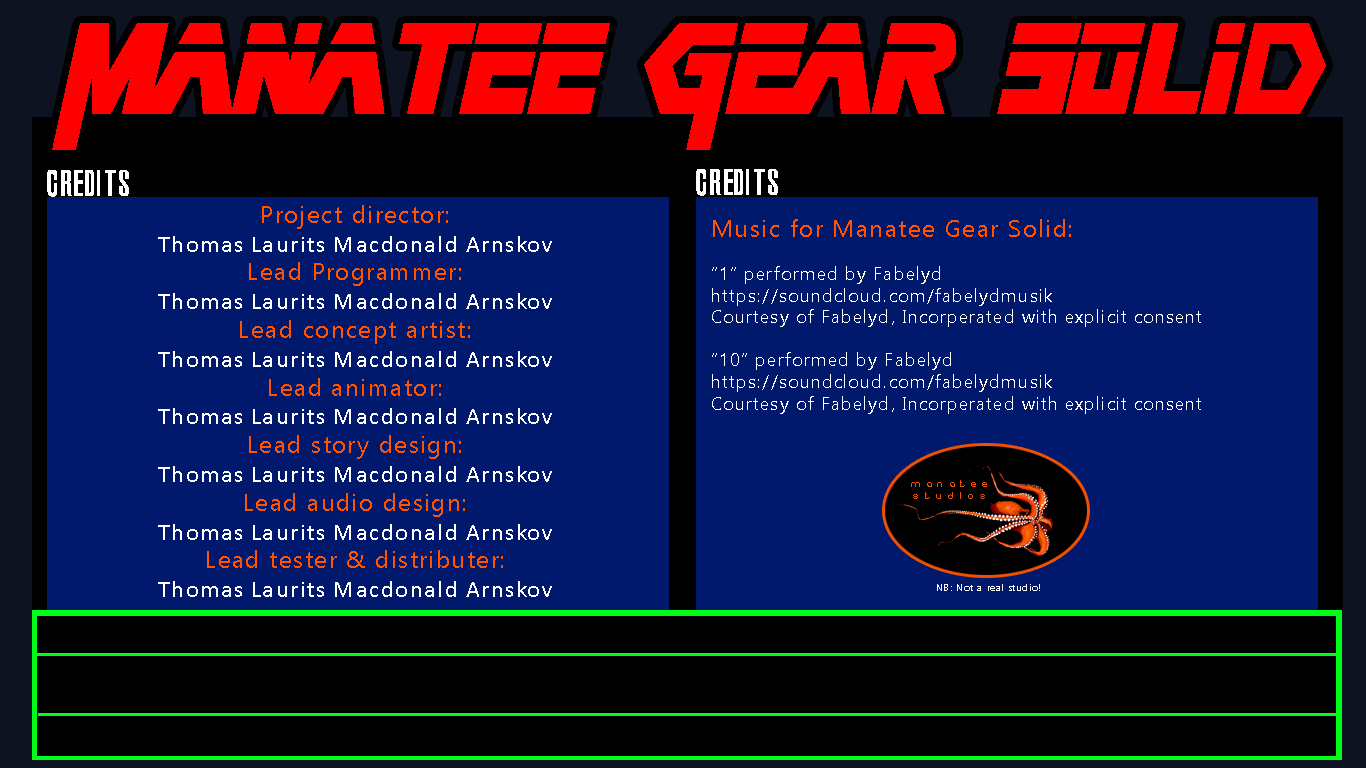 MANATEE GEAR SOLID
CREDITS
Project director:
Thomas Laurits Macdonald Arnskov
Lead Programmer:
Thomas Laurits Macdonald Arnskov
Lead concept artist:
Thomas Laurits Macdonald Arnskov
Lead animator:
Thomas Laurits Macdonald Arnskov
Lead story design:
Thomas Laurits Macdonald Arnskov
Lead audio design:
Thomas Laurits Macdonald Arnskov
Lead tester & distributer:
Thomas Laurits Macdonald Arnskov
CREDITS
Music for Manatee Gear Solid:
"1" performed by Fabelyd
https://soundcloud.com/fabelydmusik
Courtesy of Fabelyd, Incorperated with explicit consent
"10" performed by Fabelyd
https://soundcloud.com/fabelydmusik
Courtesy of Fabelyd, Incorperated with explicit consent
manatee
studios
NB: Not a real studio!